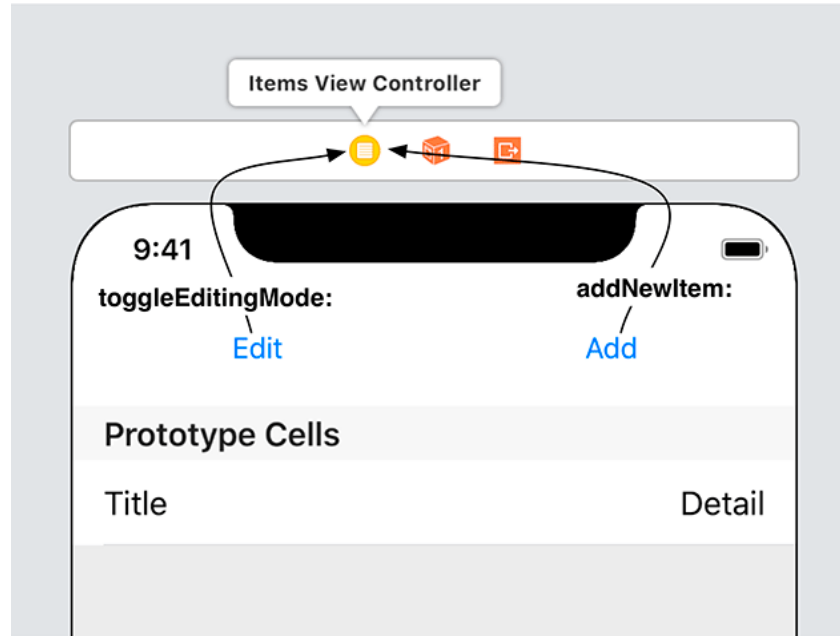 Items View Controller
9:41
toggleEditingMode:
addNewItem:
Edit
Add
Prototype Cells
Title
Detail